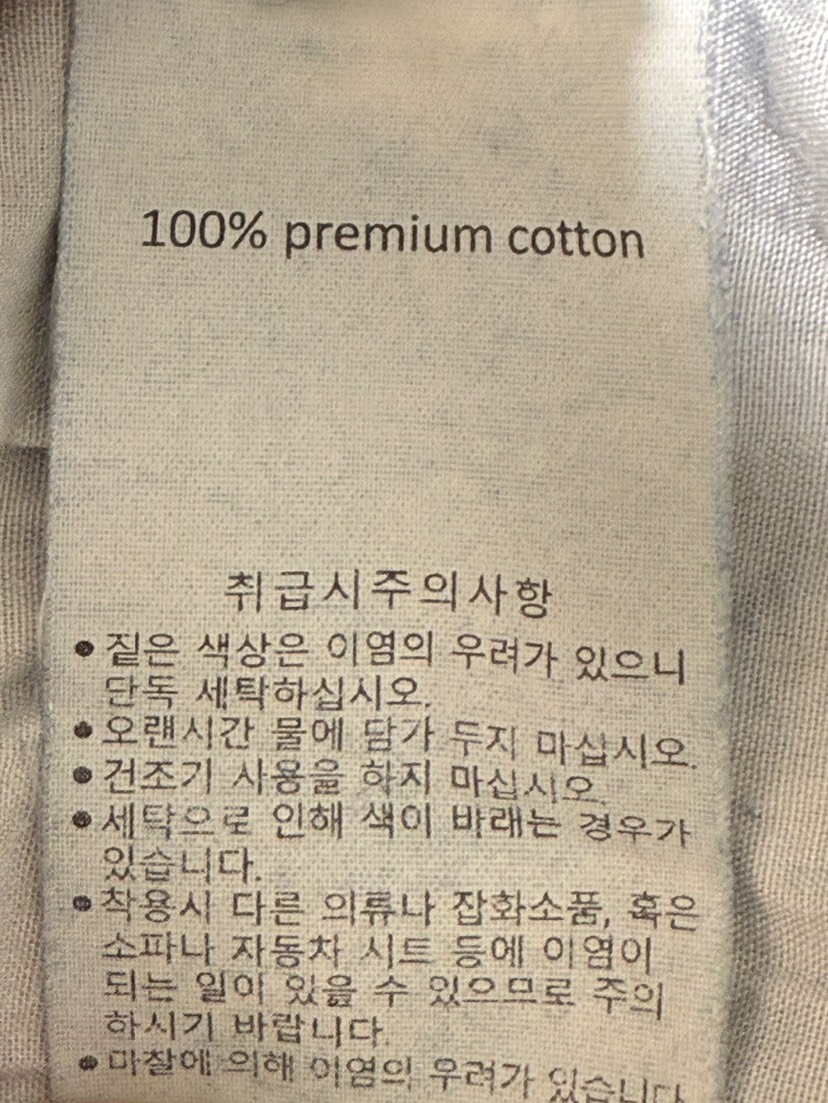 100% premium cotton
취급시주의사항
● 짙은 색상은 이염의 우려가 있으니
단독 세탁하십시오.
● 오랜시간 물에 담가 두지 마십시오.
● 건조기 사용을 하지 마십시오.
● 세탁으로 인해 색이 바래는 경우가
있습니다.
● 착용시 다른 의류나 잡화소품, 혹은
소파나 자동차 시트 등에 이염이
되는 일이 있을 수 있으므로 주의
하시기 바랍니다.
● 마찰에 의해 이염의 우려가 있습니다